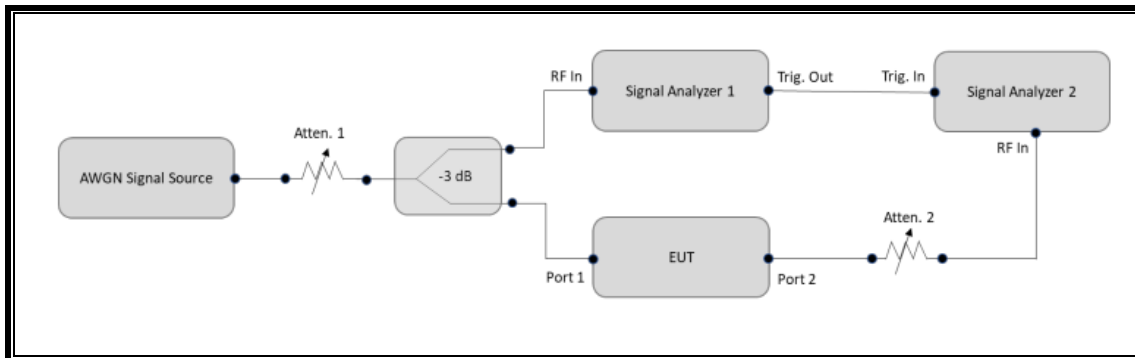 AWGN Signal Source
Atten. 1
-3 dB
RF In
Signal Analyzer 1
Trig. Out
Trig. In
Signal Analyzer 2
RF In
Port 1
EUT
Port 2
Atten. 2